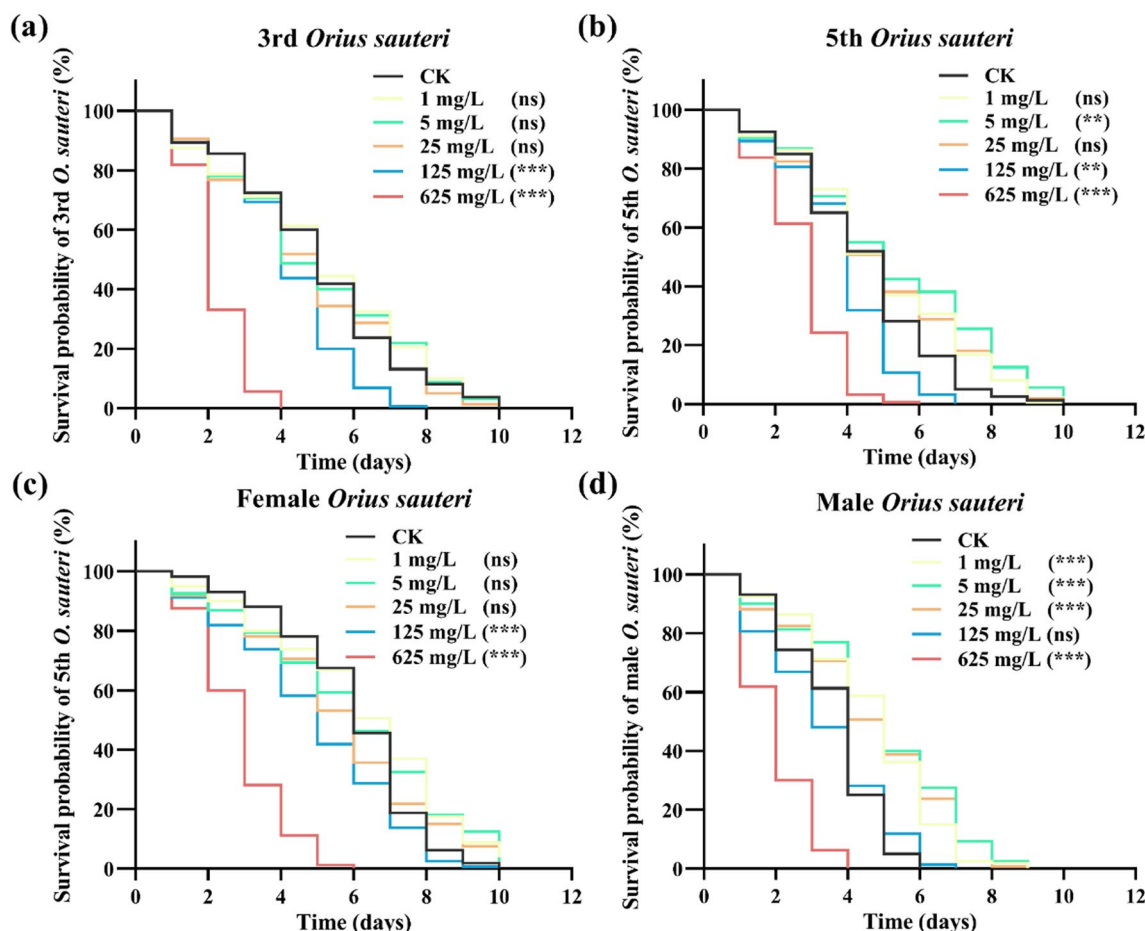 (a)
3rd Orius sauteri
CK
1 mg/L (ns)
5 mg/L (ns)
25 mg/L (ns)
125 mg/L (***)
625 mg/L (***)
Survival probability of 3rd O. sauteri (%)
100
80
60
40
20
0
0 2 4 6 8 10 12
Time (days)
(b)
5th Orius sauteri
CK
1 mg/L (ns)
5 mg/L (**)
25 mg/L (ns)
125 mg/L (**)
625 mg/L (***)
Survival probability of 5th O. sauteri (%)
100
80
60
40
20
0
0 2 4 6 8 10 12
Time (days)
(c)
Female Orius sauteri
CK
1 mg/L (ns)
5 mg/L (ns)
25 mg/L (ns)
125 mg/L (***)
625 mg/L (***)
Survival probability of 5th O. sauteri (%)
100
80
60
40
20
0
0 2 4 6 8 10 12
Time (days)
(d)
Male Orius sauteri
CK
1 mg/L (***)
5 mg/L (***)
25 mg/L (***)
125 mg/L (ns)
625 mg/L (***)
Survival probability of male O. sauteri (%)
100
80
60
40
20
0
0 2 4 6 8 10 12
Time (days)